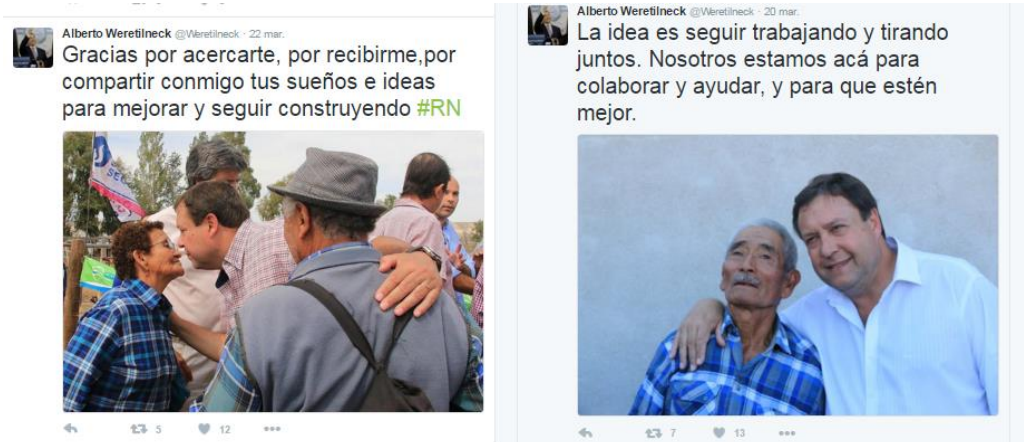 Alberto Weretilneck @Weretilneck · 22 mar.
Gracias por acercarte, por recibirme,por
compartir conmigo tus sueños e ideas
para mejorar y seguir construyendo #RN
5
12
Alberto Weretilneck @Weretilneck · 20 mar.
La idea es seguir trabajando y tirando
juntos. Nosotros estamos acá para
colaborar y ayudar, y para que estén
mejor.
7
13